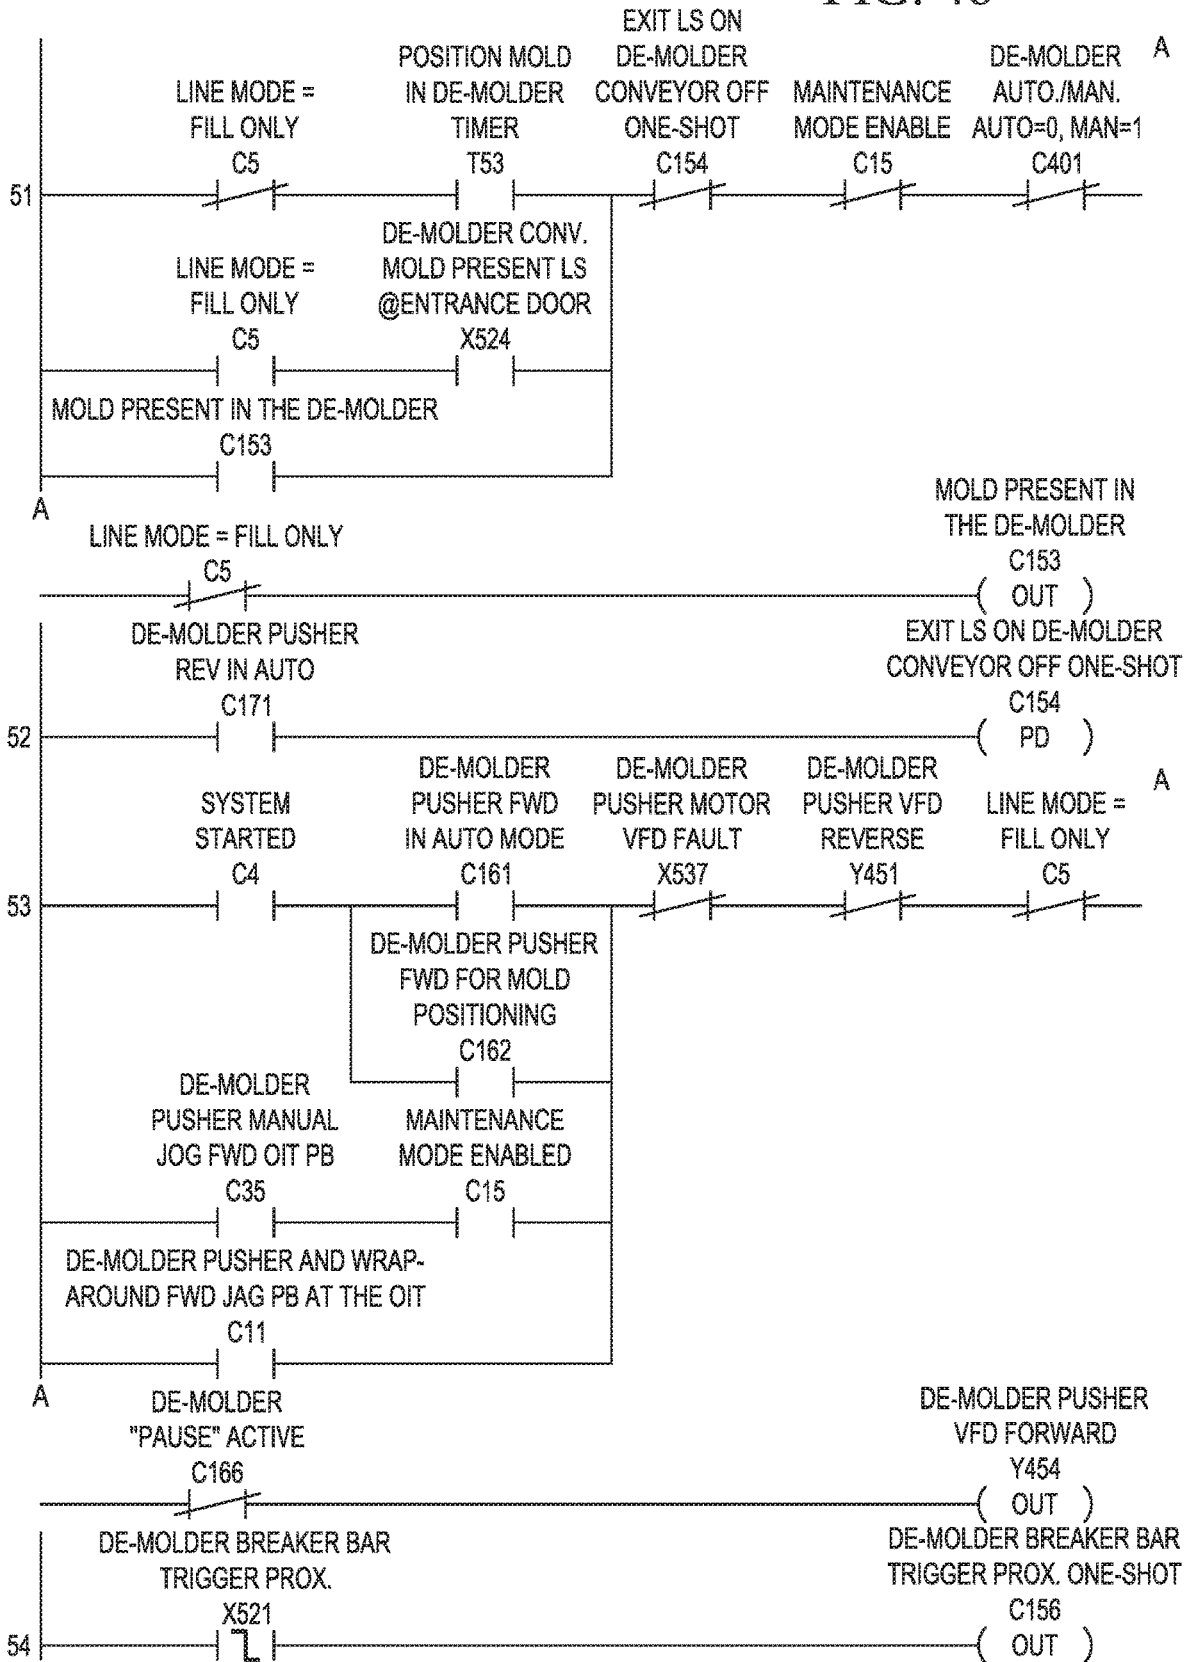 EXIT LS ON
POSITION MOLD DE-MOLDER DE-MOLDER A
LINE MODE = IN DE-MOLDER CONVEYOR OFF MAINTENANCE AUTO./MAN.
FILL ONLY TIMER ONE-SHOT MODE ENABLE AUTO=0, MAN=1
C5 T53 C154 C15 C401
51
DE-MOLDER CONV.
LINE MODE = MOLD PRESENT LS
FILL ONLY @ENTRANCE DOOR
C5 X524
MOLD PRESENT IN THE DE-MOLDER
C153
A
MOLD PRESENT IN
THE DE-MOLDER
LINE MODE = FILL ONLY
C5 C153
( OUT )
DE-MOLDER PUSHER EXIT LS ON DE-MOLDER
REV IN AUTO CONVEYOR OFF ONE-SHOT
C171 C154
52 ( PD )
DE-MOLDER DE-MOLDER DE-MOLDER A
SYSTEM PUSHER FWD PUSHER MOTOR PUSHER VFD LINE MODE =
STARTED IN AUTO MODE VFD FAULT REVERSE FILL ONLY
C4 C161 X537 Y451 C5
53
DE-MOLDER PUSHER
FWD FOR MOLD
POSITIONING
C162
DE-MOLDER
PUSHER MANUAL MAINTENANCE
JOG FWD OIT PB MODE ENABLED
C35 C15
DE-MOLDER PUSHER AND WRAP-
AROUND FWD JAG PB AT THE OIT
C11
A
DE-MOLDER DE-MOLDER PUSHER
"PAUSE" ACTIVE VFD FORWARD
C166 Y454
( OUT )
DE-MOLDER BREAKER BAR DE-MOLDER BREAKER BAR
TRIGGER PROX. TRIGGER PROX. ONE-SHOT
X521 C156
54 ( OUT )